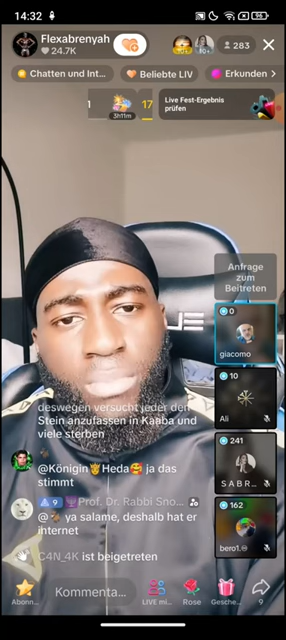 14:32
96
Flexabrenyah
24.7K
283
Chatten und Int...
Beliebte LIV
Erkunden
1
3h11m
17
Live Fest-Ergebnis
prüfen
Anfrage
zum
Beitreten
0
giacomo
10
Ali
241
S A B R...
162
bero1.
deswegen versucht jeder den
Stein anzufassen in Kaaba und
viele sterben
@Königin Heda ja das
stimmt
9 Prof. Dr. Rabbi Sno...
@ ya salame, deshalb hat er
internet
C4N_4K ist beigetreten
Abonn...
Kommenta...
LIVE mi...
Rose
Gesche...
9